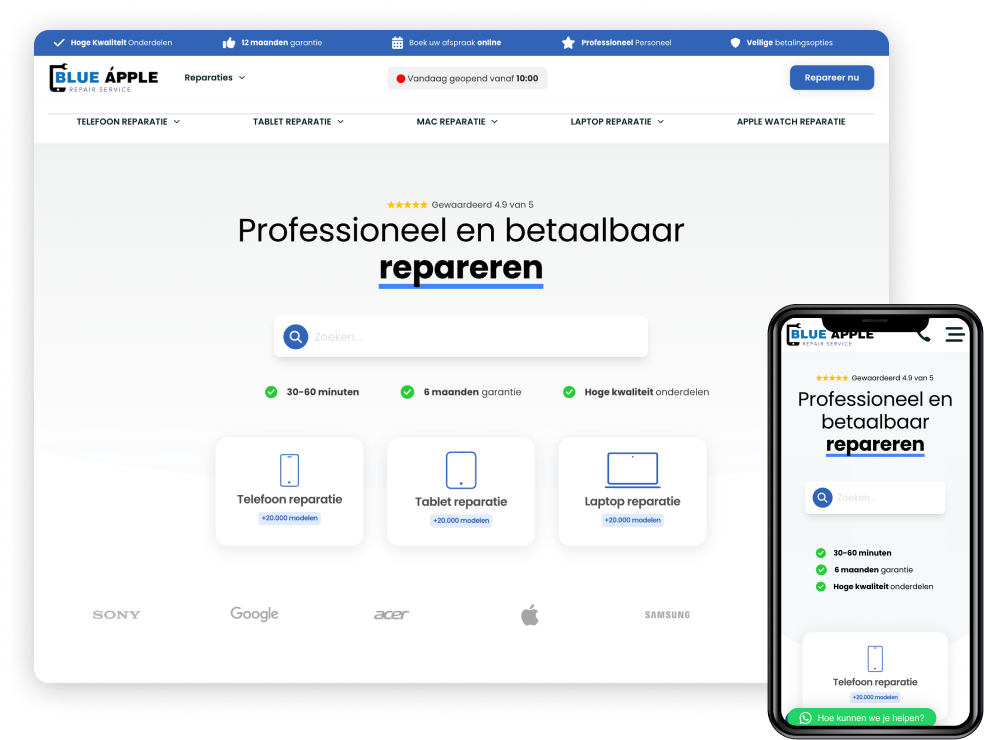 Hoge Kwaliteit Onderdelen
12 maanden garantie
Boek uw afspraak online
Professioneel Personeel
Veilige betalingsopties
BLUE ÁPPLE
REPAIR SERVICE
Reparaties
Vandaag geopend vanaf 10:00
Repareer nu
TELEFOON REPARATIE
TABLET REPARATIE
MAC REPARATIE
LAPTOP REPARATIE
APPLE WATCH REPARATIE
Gewaardeerd 4.9 van 5
Professioneel en betaalbaar
repareren
Zoeken...
30-60 minuten
6 maanden garantie
Hoge kwaliteit onderdelen
Telefoon reparatie
+20.000 modelen
Tablet reparatie
+20.000 modelen
Laptop reparatie
+20.000 modelen
SONY
Google
acer
SAMSUNG
BLUE APPLE
REPAIR SERVICE
Gewaardeerd 4.9 van 5
Professioneel en
betaalbaar
repareren
Zoeken...
30-60 minuten
6 maanden garantie
Hoge kwaliteit onderdelen
Telefoon reparatie
+20.000 modelen
Hoe kunnen we je helpen?